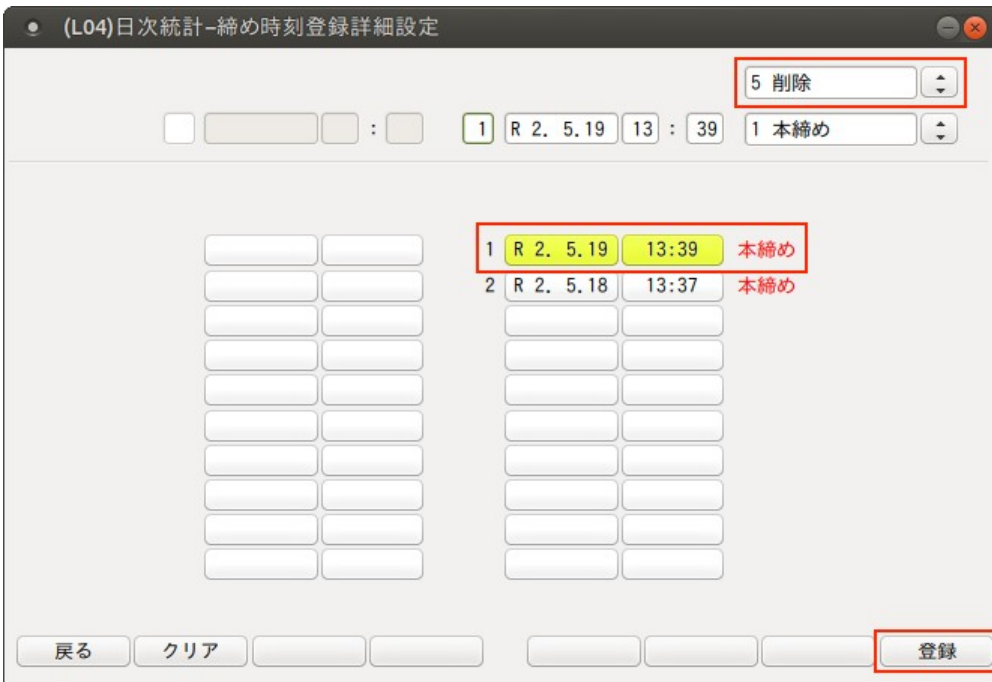 (L04)日次統計–締め時刻登録詳細設定
5 削除
: 1 R 2. 5.19 13 : 39 1 本締め
1 R 2. 5.19 13:39 本締め
2 R 2. 5.18 13:37 本締め
戻る クリア 登録